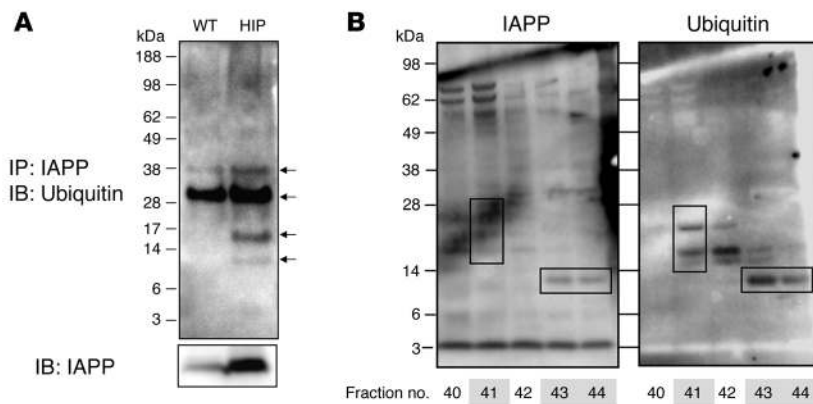 A
WT HIP
kDa
188
98
62
49
38
28
17
14
6
3
IP: IAPP
IB: Ubiquitin
IB: IAPP
B
IAPP Ubiquitin
kDa
98
62
49
38
28
14
6
3
Fraction no. 40 41 42 43 44 40 41 42 43 44